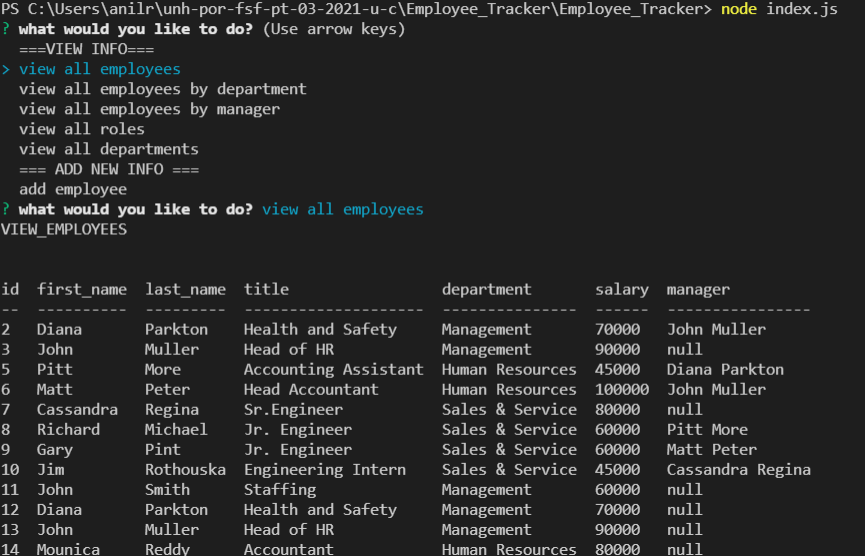 PS C:\Users\anilr\unh-por-fsf-pt-03-2021-u-c\Employee_Tracker\Employee_Tracker> node index.js
? what would you like to do? (Use arrow keys)
  ===VIEW INFO===
> view all employees
  view all employees by department
  view all employees by manager
  view all roles
  view all departments
  === ADD NEW INFO ===
  add employee
? what would you like to do? view all employees
VIEW_EMPLOYEES
id  first_name  last_name  title                 department       salary  manager
--  ----------  ---------  --------------------  ---------------  ------  ----------------
2   Diana       Parkton    Health and Safety     Management       70000   John Muller
3   John        Muller     Head of HR            Management       90000   null
5   Pitt        More       Accounting Assistant  Human Resources  45000   Diana Parkton
6   Matt        Peter      Head Accountant       Human Resources  100000  John Muller
7   Cassandra   Regina     Sr.Engineer           Sales & Service  80000   null
8   Richard     Michael    Jr. Engineer          Sales & Service  60000   Pitt More
9   Gary        Pint       Jr. Engineer          Sales & Service  60000   Matt Peter
10  Jim         Rothouska  Engineering Intern    Sales & Service  45000   Cassandra Regina
11  John        Smith      Staffing              Management       60000   null
12  Diana       Parkton    Health and Safety     Management       70000   null
13  John        Muller     Head of HR            Management       90000   null
14  Mounica     Reddy      Accountant            Human Resources  80000   null